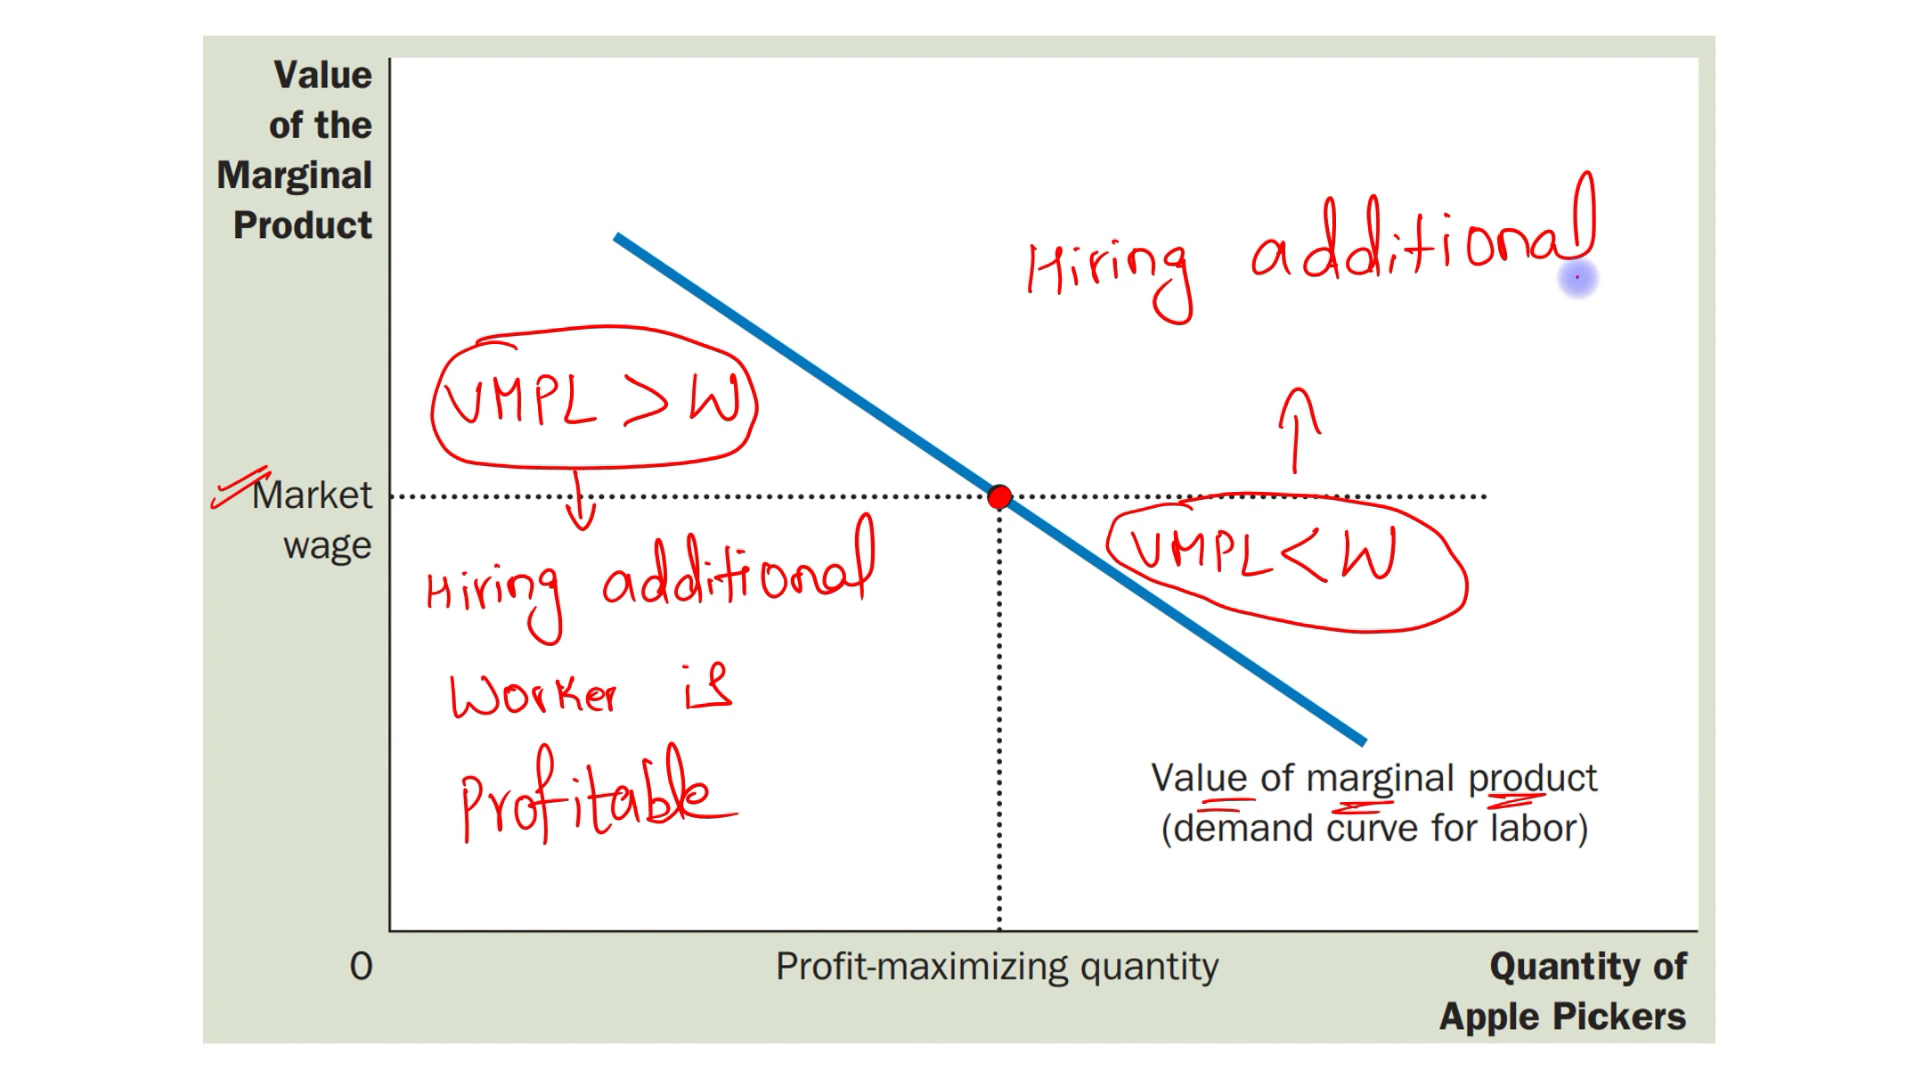 Value
of the
Marginal
Product
Hiring additional
VMPL > W
Market
wage
VMPL < W
Hiring additional
Worker is
Profitable
Value of marginal product
(demand curve for labor)
0
Profit-maximizing quantity
Quantity of
Apple Pickers